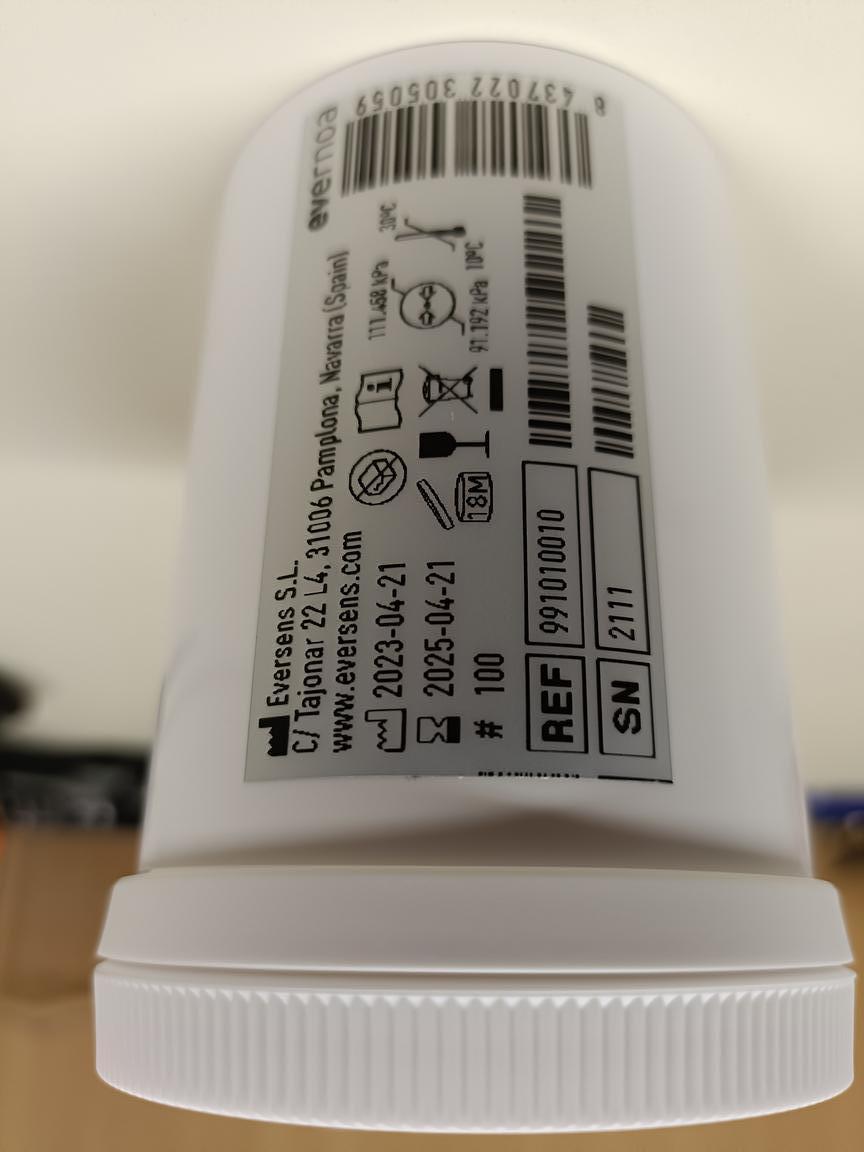 Eversens S.L.
C/ Tajonar 22 L4, 31006 Pamplona, Navarra (Spain)
www.eversens.com
evernoa
2023-04-21
2025-04-21
# 100
18M
111.458 kPa
91.192 kPa
30ºC
10ºC
REF 991010010
SN 2111
8 437022 305059